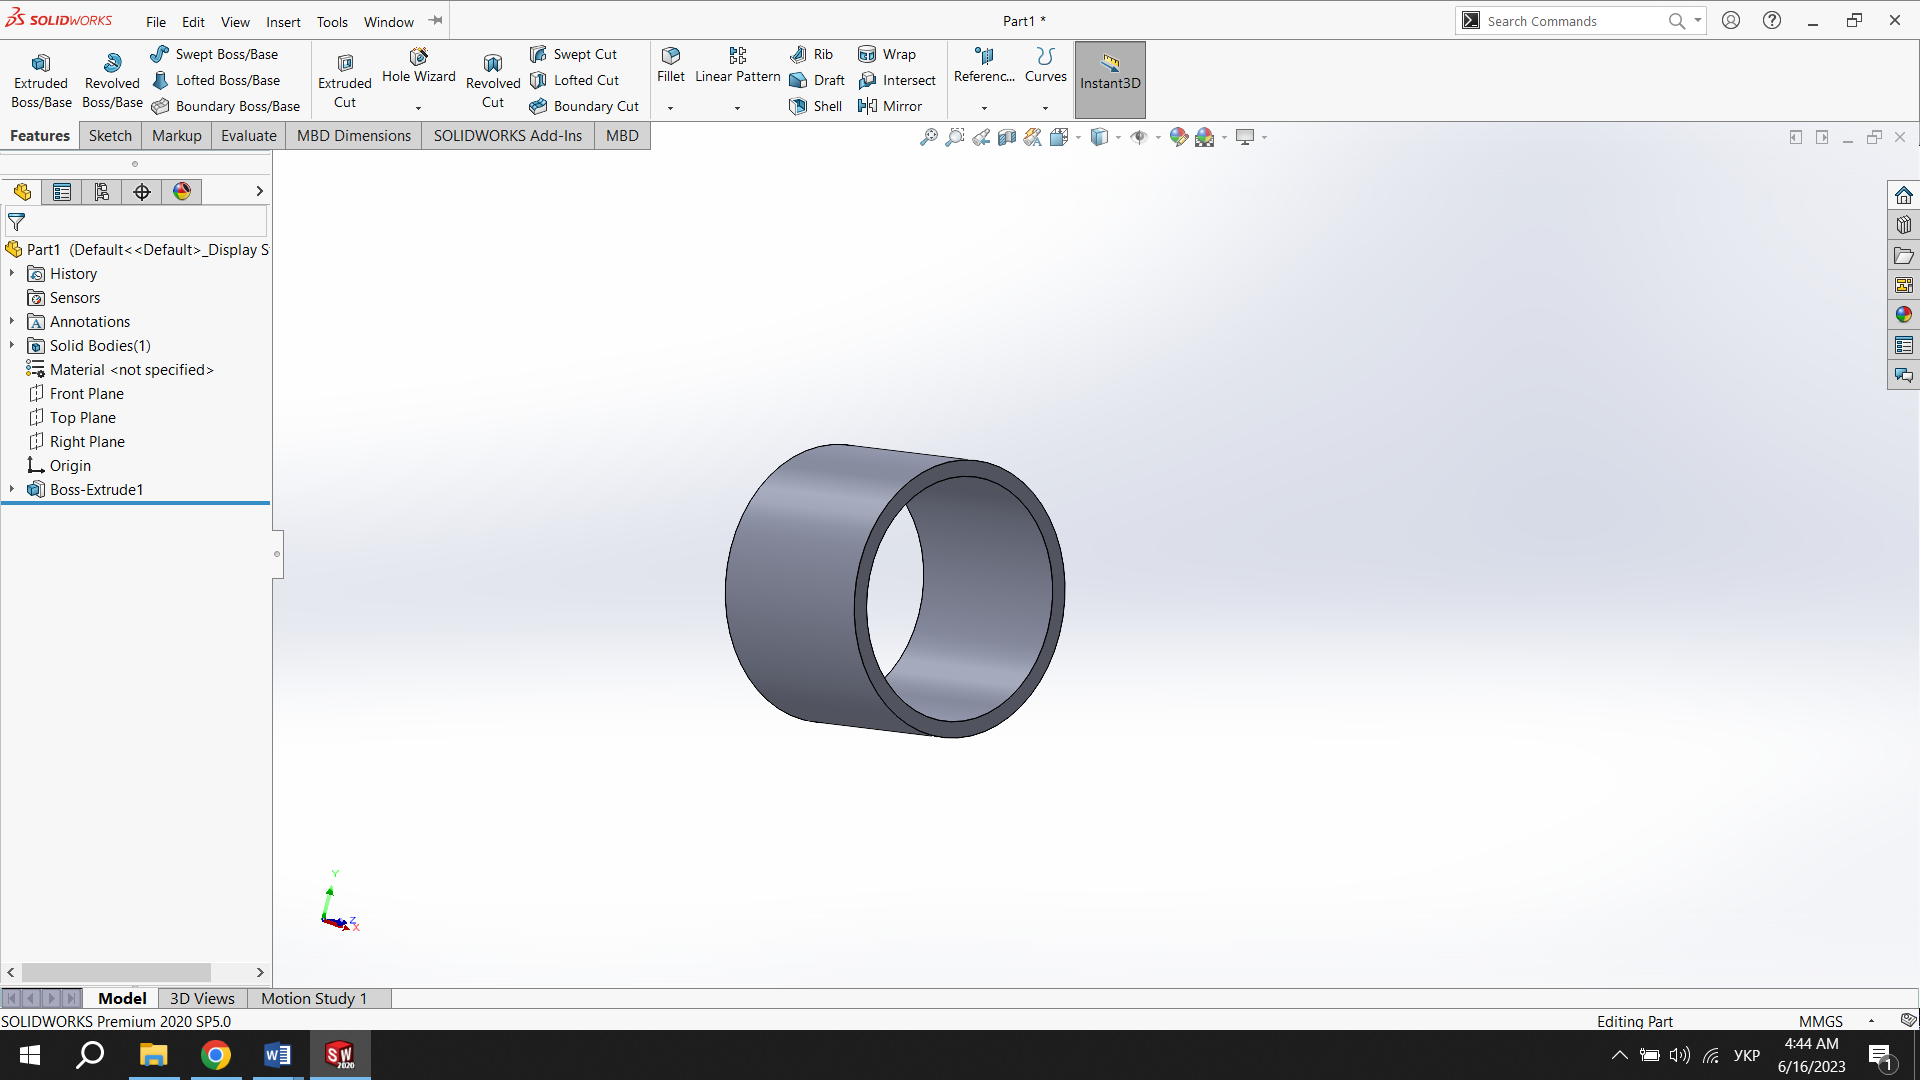 SOLIDWORKS File Edit View Insert Tools Window Part1 * Search Commands
Extruded Boss/Base
Revolved Boss/Base
Swept Boss/Base
Lofted Boss/Base
Boundary Boss/Base
Extruded Cut
Hole Wizard
Revolved Cut
Swept Cut
Lofted Cut
Boundary Cut
Fillet
Linear Pattern
Rib
Draft
Shell
Wrap
Intersect
Mirror
Referenc...
Curves
Instant3D
Features Sketch Markup Evaluate MBD Dimensions SOLIDWORKS Add-Ins MBD
Part1 (Default<<Default>_Display S
History
Sensors
Annotations
Solid Bodies(1)
Material <not specified>
Front Plane
Top Plane
Right Plane
Origin
Boss-Extrude1
Y
Z
X
Model 3D Views Motion Study 1
SOLIDWORKS Premium 2020 SP5.0 Editing Part MMGS
W SW 2020 УКР 4:44 AM
6/16/2023 1